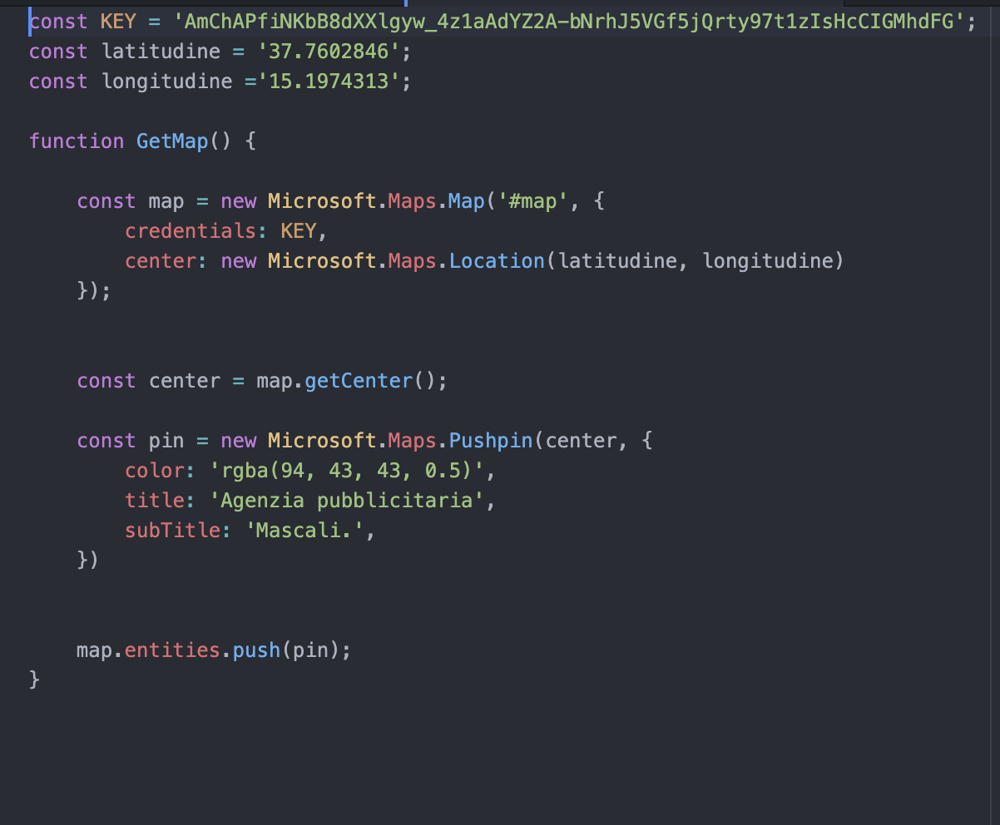 const KEY = 'AmChAPfiNKbB8dXXlgyw_4z1aAdYZ2A-bNrhJ5VGf5jQrty97t1zIsHcCIGMhdFG';
const latitudine = '37.7602846';
const longitudine ='15.1974313';
function GetMap() {
const map = new Microsoft.Maps.Map('#map', {
credentials: KEY,
center: new Microsoft.Maps.Location(latitudine, longitudine)
});
const center = map.getCenter();
const pin = new Microsoft.Maps.Pushpin(center, {
color: 'rgba(94, 43, 43, 0.5)',
title: 'Agenzia pubblicitaria',
subTitle: 'Mascali.',
})
map.entities.push(pin);
}